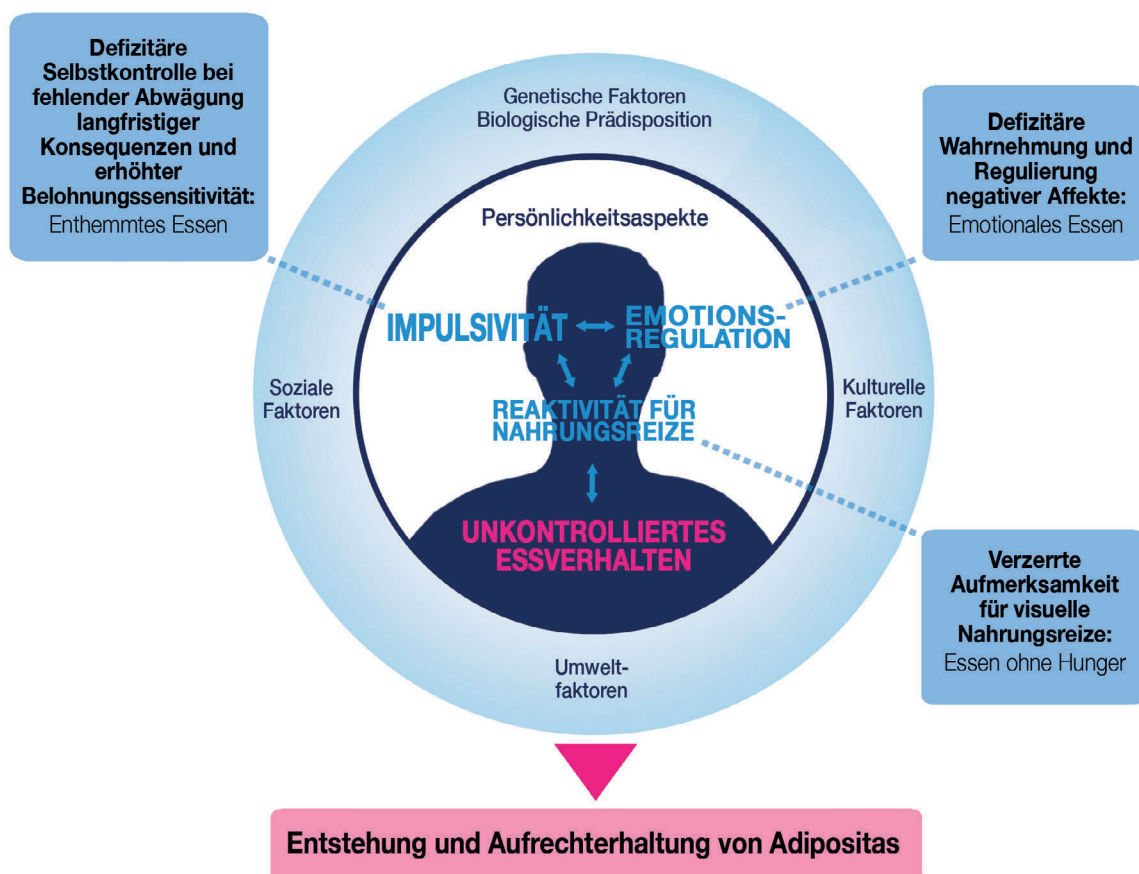 Defizitäre
Selbstkontrolle bei
fehlender Abwägung
langfristiger
Konsequenzen und
erhöhter
Belohnungssensitivität:
Enthemmtes Essen
Genetische Faktoren
Biologische Prädisposition
Defizitäre
Wahrnehmung und
Regulierung
negativer Affekte:
Emotionales Essen
Persönlichkeitsaspekte
IMPULSIVITÄT
EMOTIONS-
REGULATION
Soziale
Faktoren
REAKTIVITÄT FÜR
NAHRUNGSREIZE
Kulturelle
Faktoren
UNKONTROLLIERTES
ESSVERHALTEN
Verzerrte
Aufmerksamkeit
für visuelle
Nahrungsreize:
Essen ohne Hunger
Umwelt-
faktoren
Entstehung und Aufrechterhaltung von Adipositas